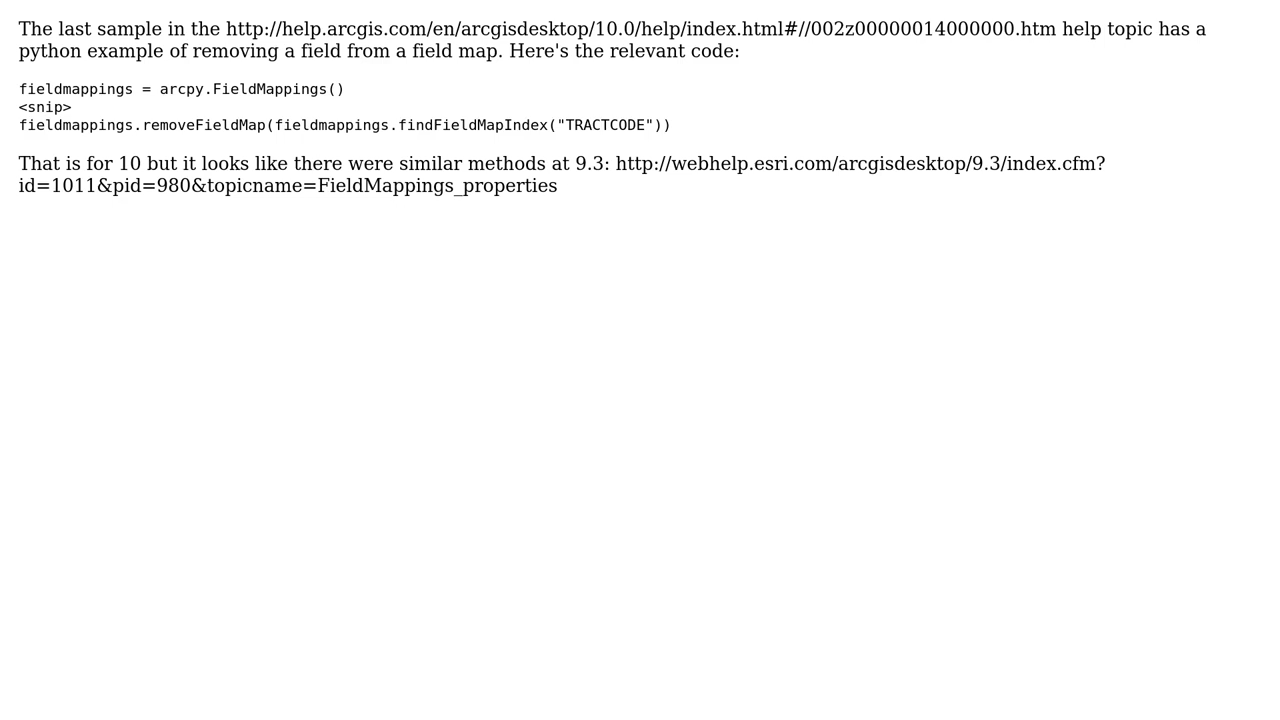 The last sample in the http://help.arcgis.com/en/arcgisdesktop/10.0/help/index.html#//002z00000014000000.htm help topic has a
python example of removing a field from a field map. Here's the relevant code:
fieldmappings = arcpy.FieldMappings()
<snip>
fieldmappings.removeFieldMap(fieldmappings.findFieldMapIndex("TRACTCODE"))
That is for 10 but it looks like there were similar methods at 9.3: http://webhelp.esri.com/arcgisdesktop/9.3/index.cfm?
id=1011&pid=980&topicname=FieldMappings_properties